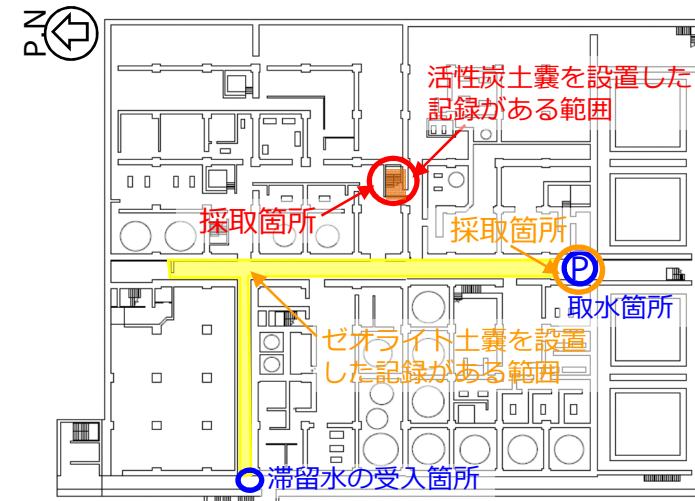 P.N
活性炭土嚢を設置した
記録がある範囲
採取箇所
採取箇所
P
取水箇所
ゼオライト土嚢を設置
した記録がある範囲
滞留水の受入箇所